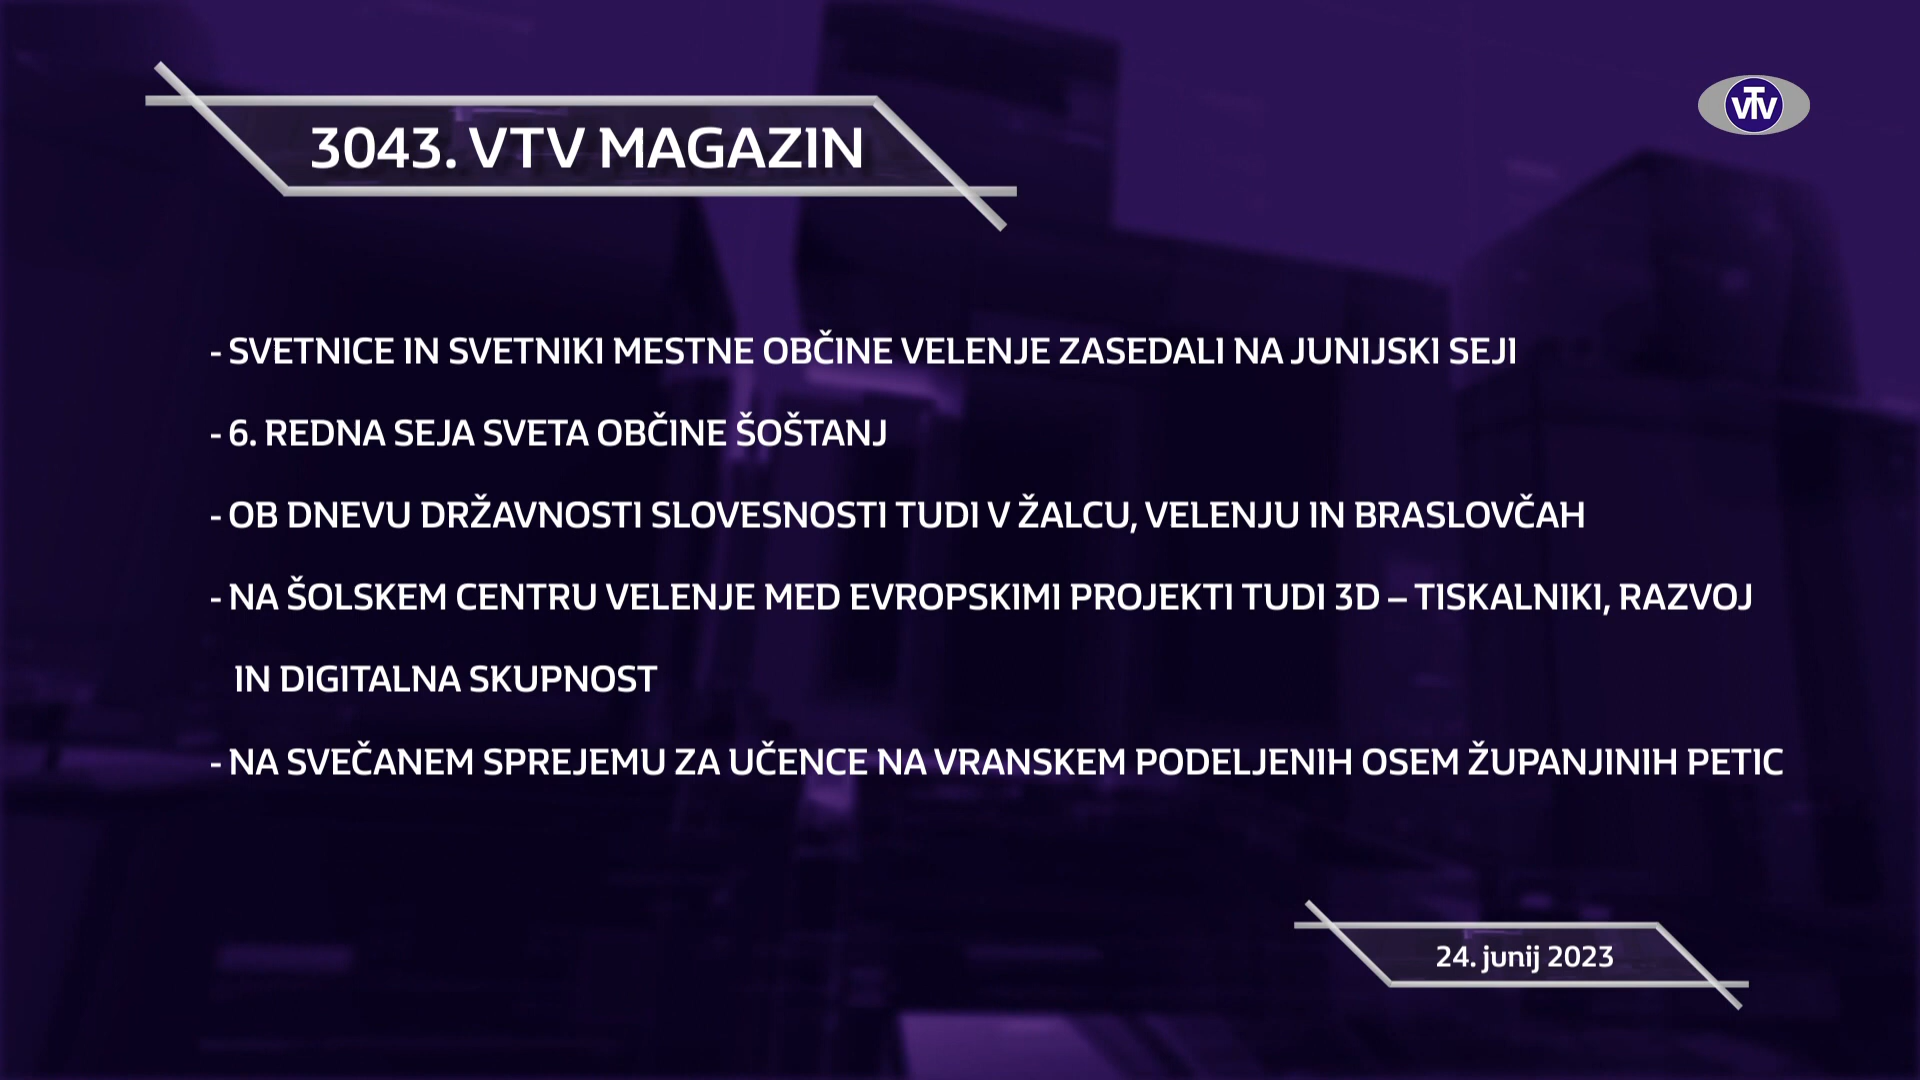 3043. VTV MAGAZIN
VTV
- SVETNICE IN SVETNIKI MESTNE OBČINE VELENJE ZASEDALI NA JUNIJSKI SEJI
- 6. REDNA SEJA SVETA OBČINE ŠOŠTANJ
- OB DNEVU DRŽAVNOSTI SLOVESNOSTI TUDI V ŽALCU, VELENJU IN BRASLOVČAH
- NA ŠOLSKEM CENTRU VELENJE MED EVROPSKIMI PROJEKTI TUDI 3D – TISKALNIKI, RAZVOJ
IN DIGITALNA SKUPNOST
- NA SVEČANEM SPREJEMU ZA UČENCE NA VRANSKEM PODELJENIH OSEM ŽUPANJINIH PETIC
24. junij 2023